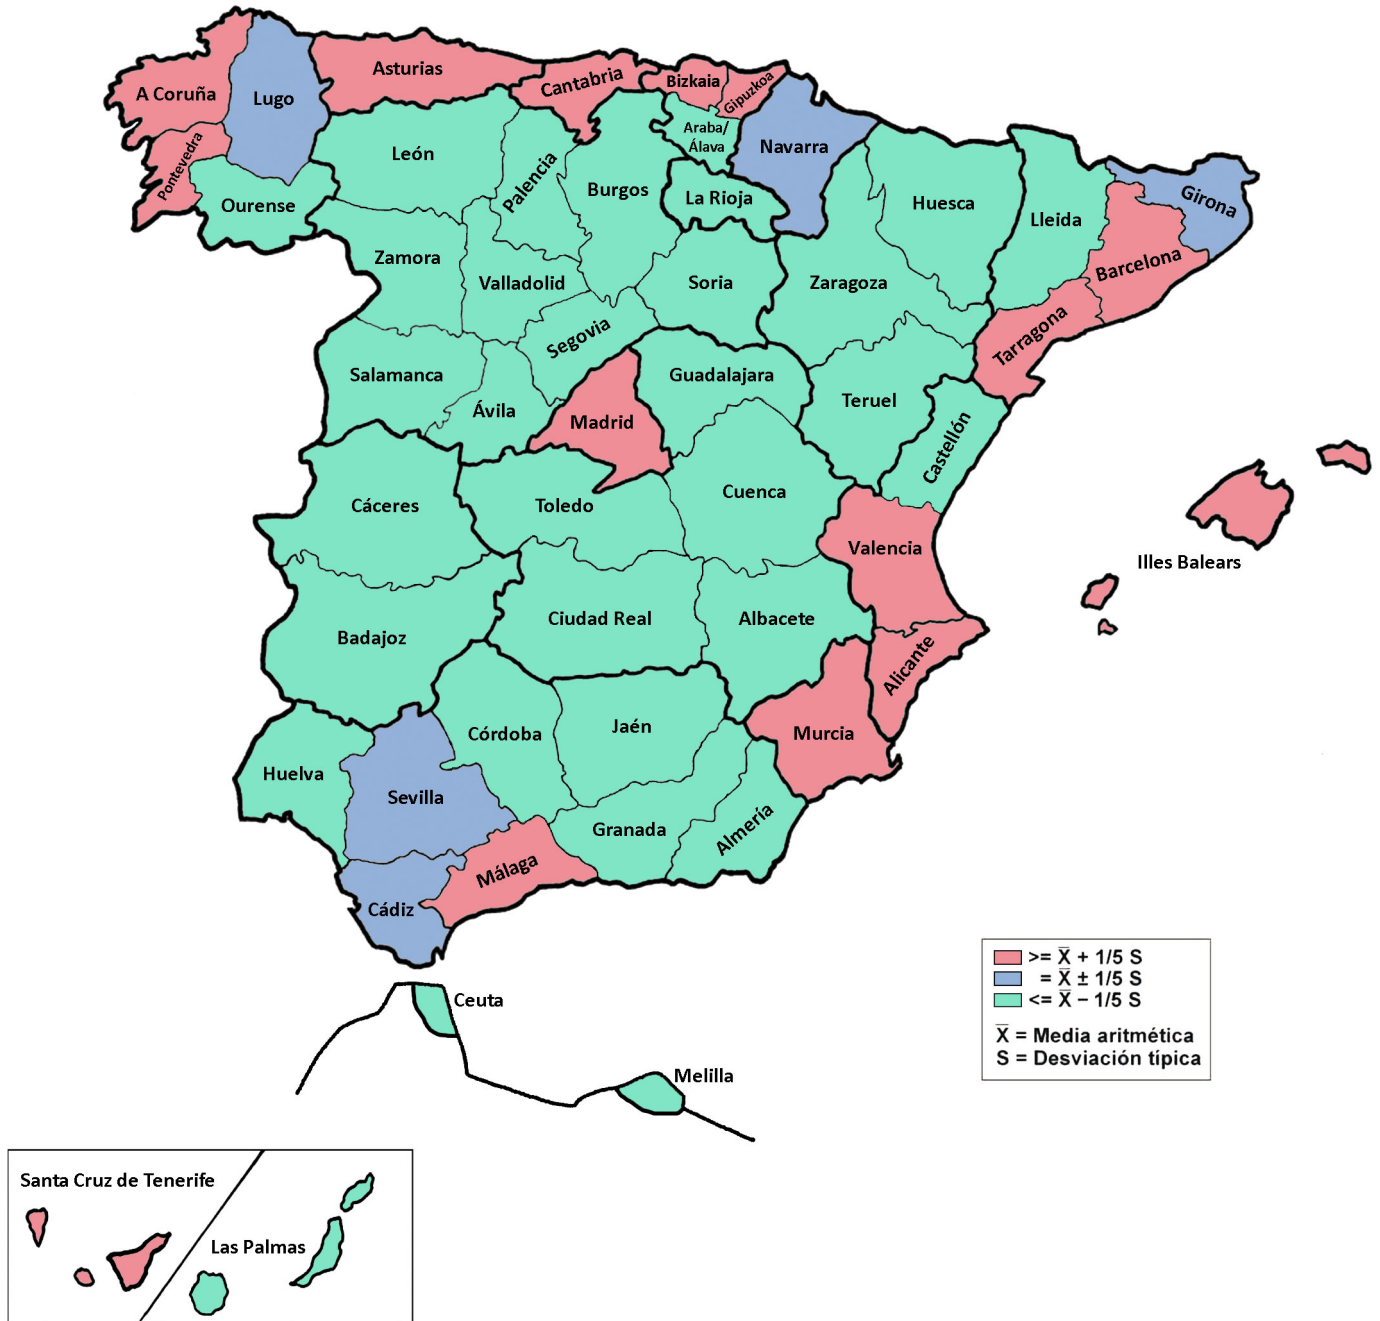 A Coruña
Lugo
Asturias
Cantabria
Bizkaia
Gipuzkoa
Pontevedra
Ourense
León
Palencia
Burgos
Araba/
Álava
Navarra
La Rioja
Huesca
Lleida
Girona
Barcelona
Zamora
Valladolid
Soria
Zaragoza
Segovia
Tarragona
Salamanca
Ávila
Guadalajara
Madrid
Teruel
Castellón
Cáceres
Toledo
Cuenca
Valencia
Illes Balears
Badajoz
Ciudad Real
Albacete
Alicante
Córdoba
Jaén
Murcia
Huelva
Sevilla
Granada
Almería
Málaga
Cádiz
>= X̅ + 1/5 S
= X̅ ± 1/5 S
<= X̅ − 1/5 S
X̅ = Media aritmética
S = Desviación típica
Ceuta
Melilla
Santa Cruz de Tenerife
Las Palmas